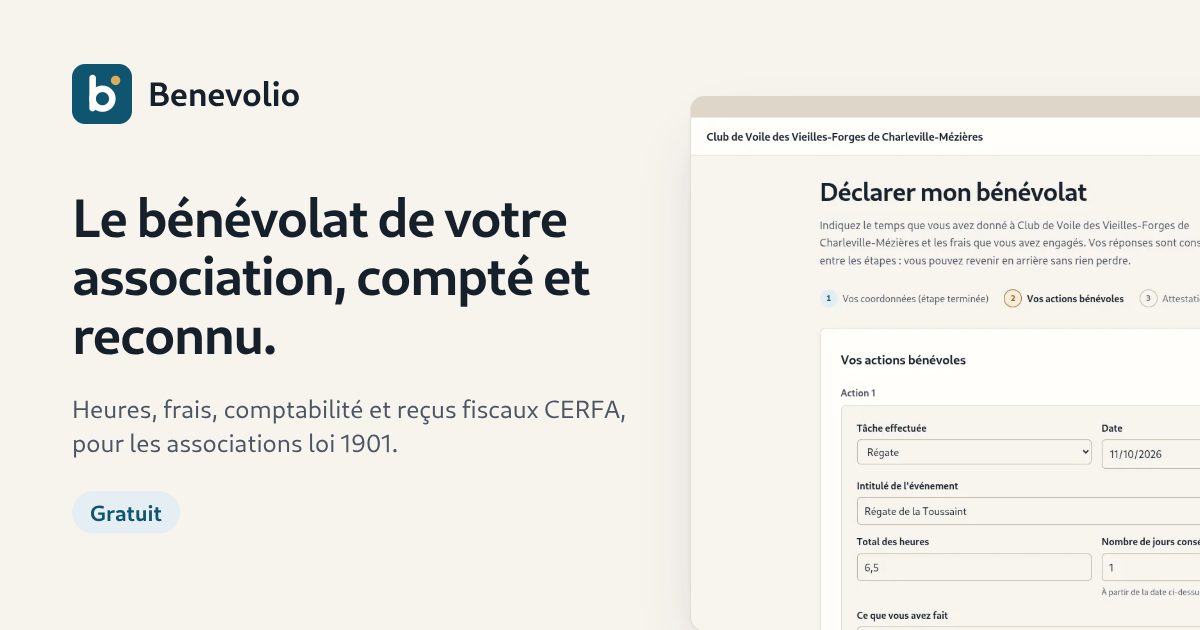 Benevolio
Le bénévolat de votre
association, compté et
reconnu.
Heures, frais, comptabilité et reçus fiscaux CERFA,
pour les associations loi 1901.
Gratuit
Club de Voile des Vieilles-Forges de Charleville-Mézières
Déclarer mon bénévolat
Indiquez le temps que vous avez donné à Club de Voile des Vieilles-Forges de
Charleville-Mézières et les frais que vous avez engagés. Vos réponses sont
entre les étapes : vous pouvez revenir en arrière sans rien perdre.
1 Vos coordonnées (étape terminée) 2 Vos actions bénévoles 3
Vos actions bénévoles
Action 1
Tâche effectuée
Régate
Date
11/10/2026
Intitulé de l'événement
Régate de la Toussaint
Total des heures
6,5
Nombre de jours
1
À partir de la date
Ce que vous avez fait